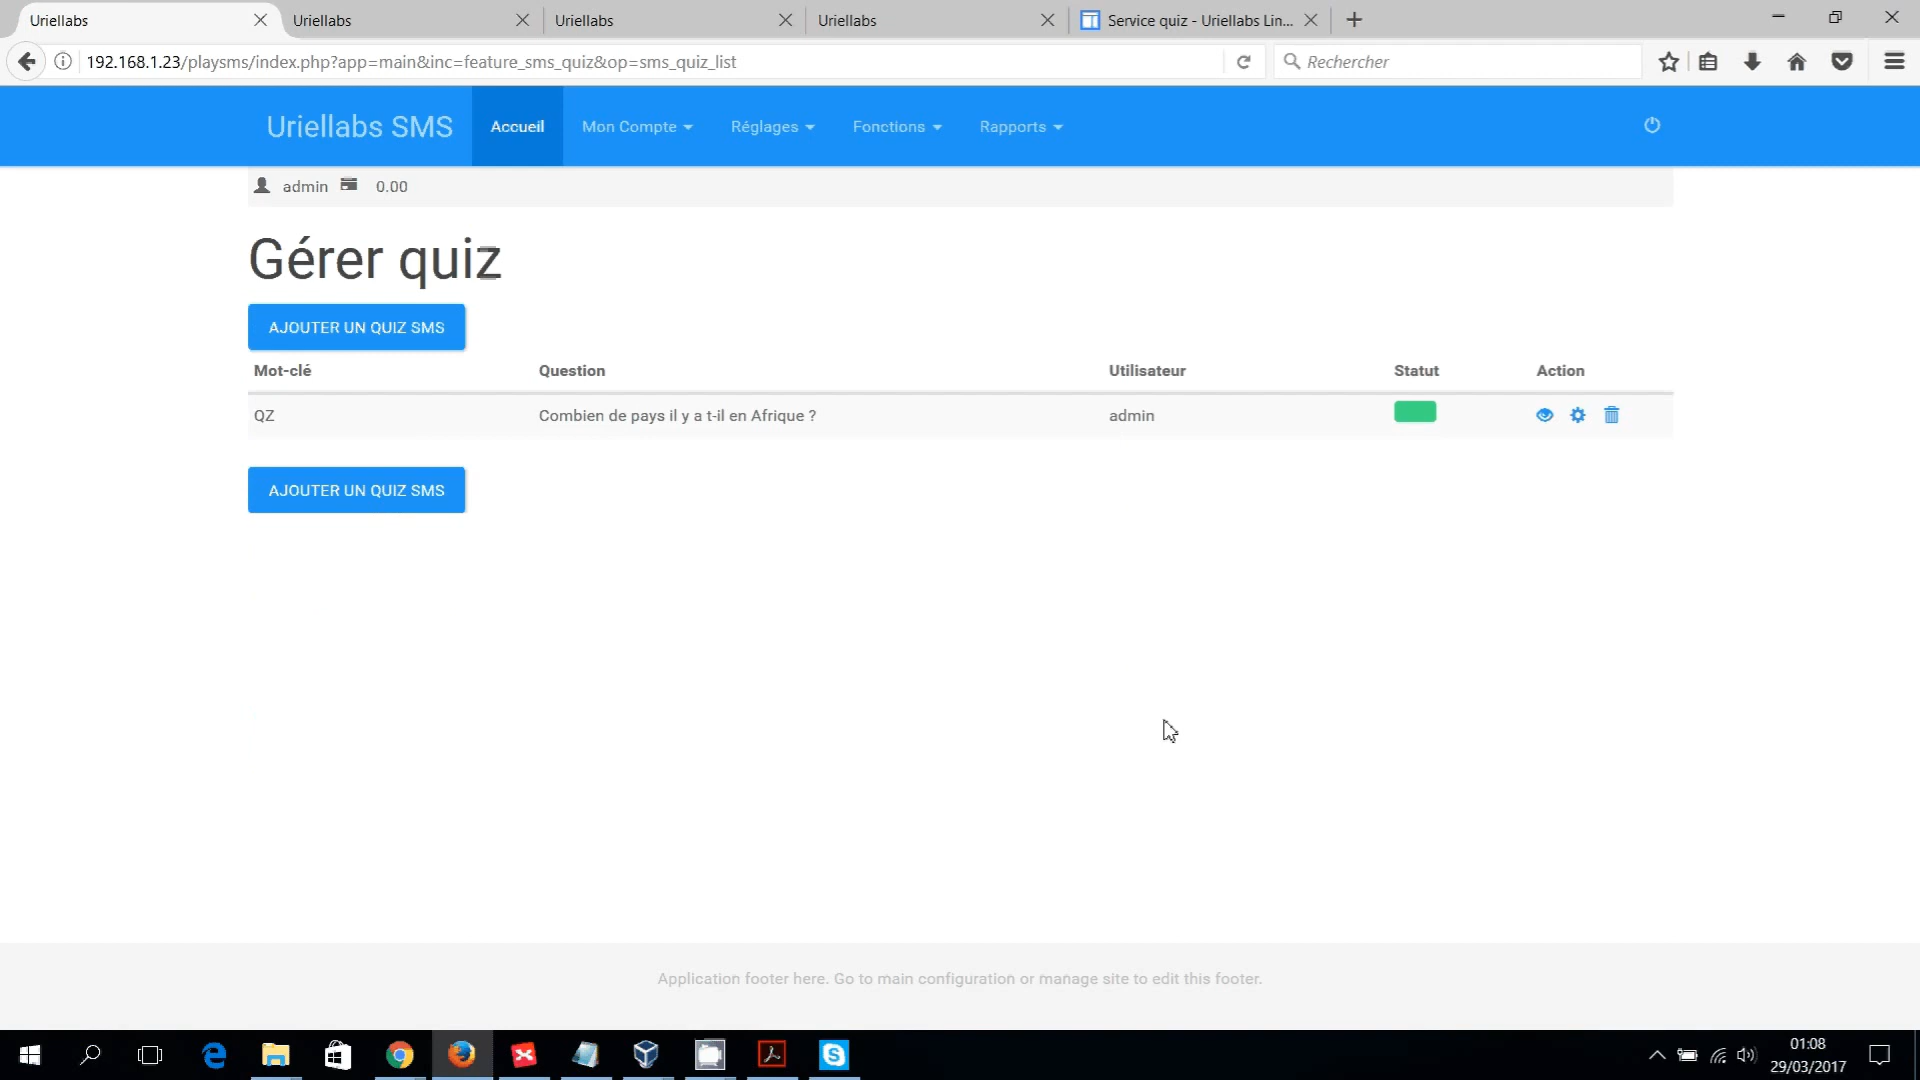 Uriellabs
Uriellabs
Uriellabs
Uriellabs
Service quiz - Uriellabs Lin...
192.168.1.23/playsms/index.php?app=main&inc=feature_sms_quiz&op=sms_quiz_list
Rechercher
Uriellabs SMS
Accueil
Mon Compte
Réglages
Fonctions
Rapports
admin 0.00
Gérer quiz
AJOUTER UN QUIZ SMS
Mot-clé Question Utilisateur Statut Action
QZ Combien de pays il y a t-il en Afrique ? admin
AJOUTER UN QUIZ SMS
Application footer here. Go to main configuration or manage site to edit this footer.
01:08
29/03/2017